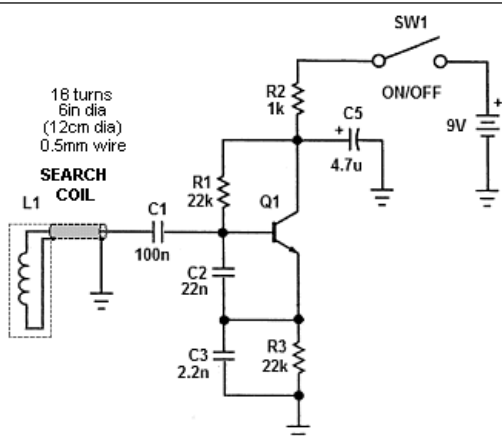 SW1
ON/OFF
9V
+
R2
1k
C5
+
4.7u
16 turns
6in dia
(12cm dia)
0.5mm wire
SEARCH
COIL
L1
C1
100n
R1
22k
Q1
C2
22n
C3
2.2n
R3
22k